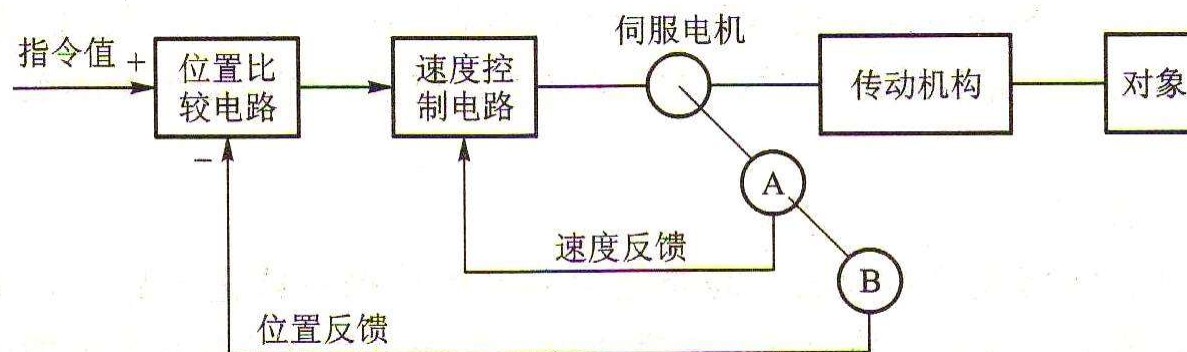 伺服电机
指令值 +
位置比
较电路
速度控
制电路
传动机构
对象
−
A
速度反馈
B
位置反馈